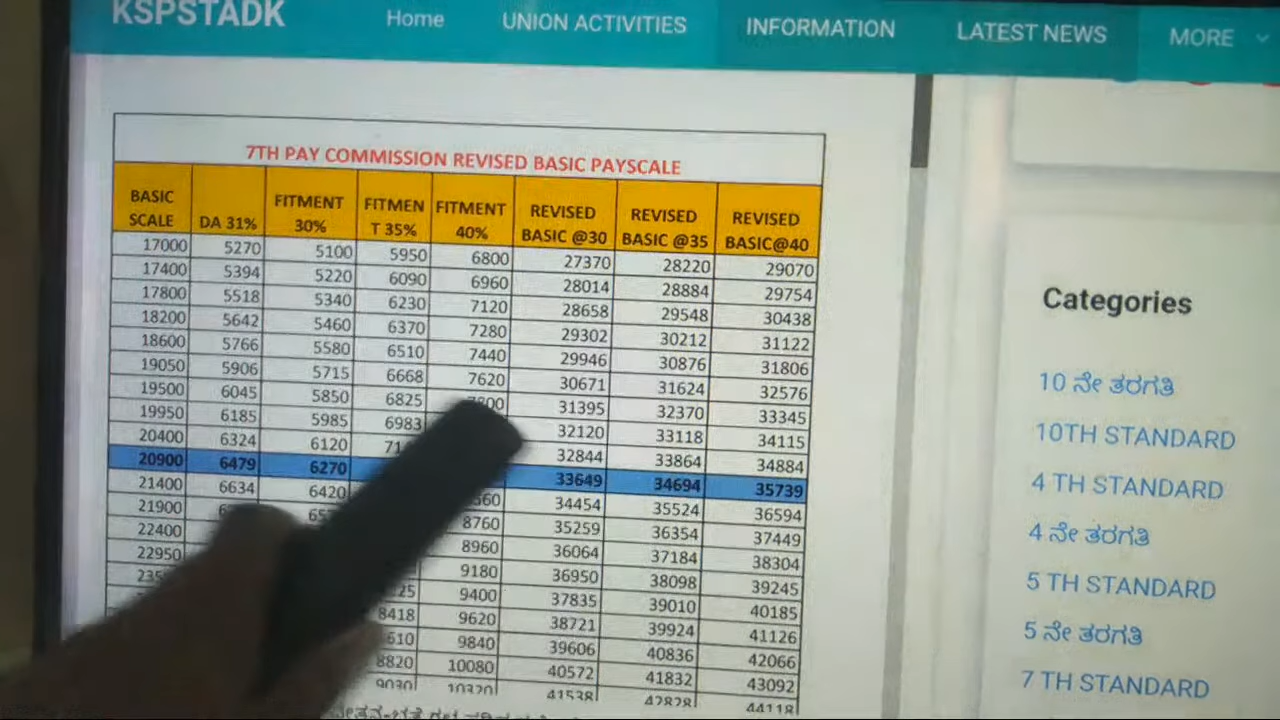 KSPSTADK Home UNION ACTIVITIES INFORMATION LATEST NEWS MORE
7TH PAY COMMISSION REVISED BASIC PAYSCALE
BASIC SCALE DA 31% FITMENT 30% FITMEN T 35% FITMENT 40% REVISED BASIC @30 REVISED BASIC @35 REVISED BASIC@40
17000 5270 5100 5950 6800 27370 28220 29070
17400 5394 5220 6090 6960 28014 28884 29754
17800 5518 5340 6230 7120 28658 29548 30438
18200 5642 5460 6370 7280 29302 30212 31122
18600 5766 5580 6510 7440 29946 30876 31806
19050 5906 5715 6668 7620 30671 31624 32576
19500 6045 5850 6825 31395 32370 33345
19950 6185 5985 6983 32120 33118 34115
20400 6324 6120 32844 33864 34884
20900 6479 6270 33649 34694 35739
21400 6634 6420 34454 35524 36594
21900 8760 35259 36354 37449
22400 8960 36064 37184 38304
22950 9180 36950 38098 39245
9400 37835 39010 40185
8418 9620 38721 39924 41126
9840 39606 40836 42066
8820 10080 40572 41832 43092
9030 10320 41538 42828 44118
Categories
10 ನೇ ತರಗತಿ
10TH STANDARD
4 TH STANDARD
4 ನೇ ತರಗತಿ
5 TH STANDARD
5 ನೇ ತರಗತಿ
7 TH STANDARD